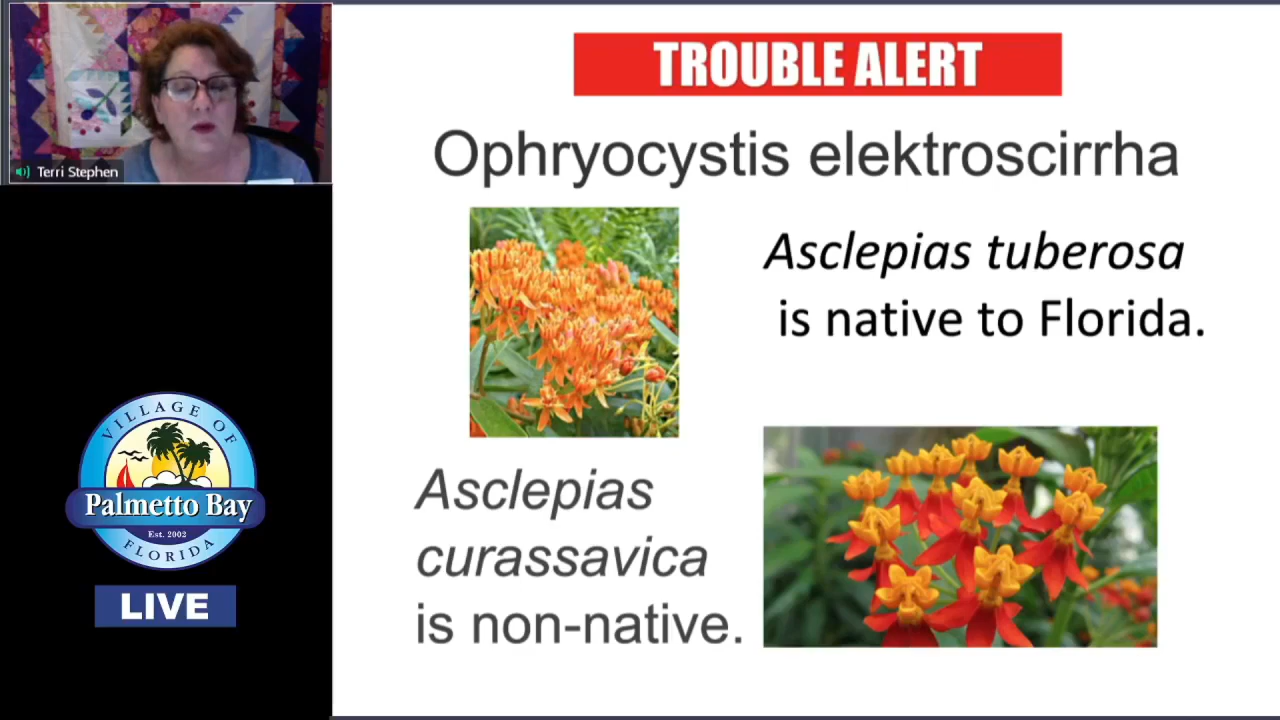 Terri Stephen
TROUBLE ALERT
Ophryocystis elektroscirrha
Asclepias tuberosa
is native to Florida.
Asclepias
curassavica
is non-native.
VILLAGE OF
Palmetto Bay
Est. 2002
FLORIDA
LIVE